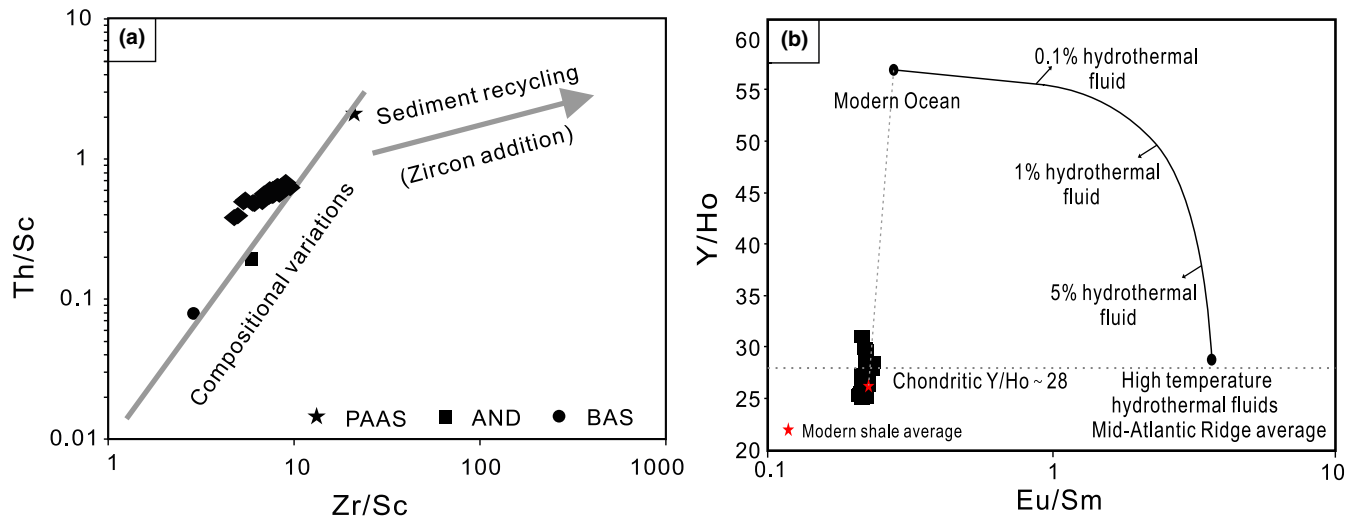 (a)
10
1
0.1
0.01
Th/Sc
1
10
100
1000
Zr/Sc
Sediment recycling
(Zircon addition)
Compositional variations
PAAS
AND
BAS
(b)
60
55
50
45
40
35
30
25
20
Y/Ho
0.1
1
10
Eu/Sm
Modern Ocean
0.1% hydrothermal
fluid
1% hydrothermal
fluid
5% hydrothermal
fluid
Chondritic Y/Ho ~ 28
High temperature
hydrothermal fluids
Mid-Atlantic Ridge average
Modern shale average